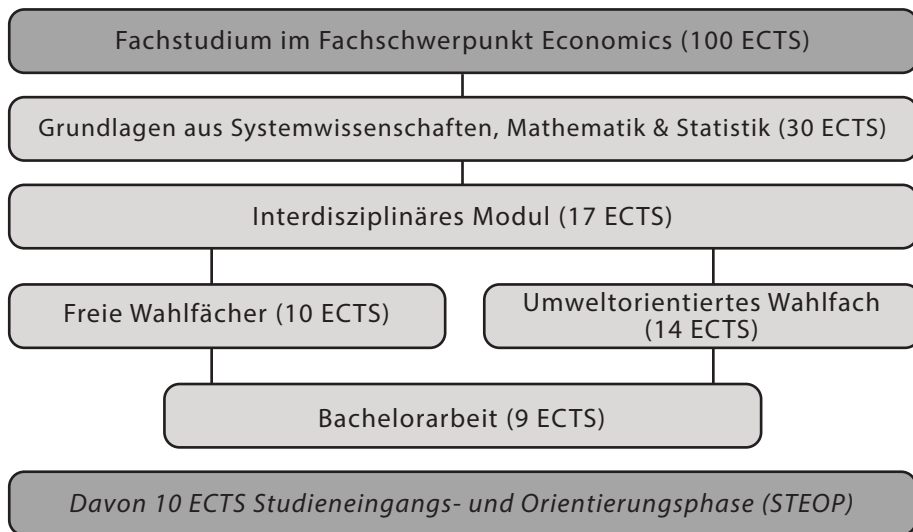 Fachstudium im Fachschwerpunkt Economics (100 ECTS)
Grundlagen aus Systemwissenschaften, Mathematik & Statistik (30 ECTS)
Interdisziplinäres Modul (17 ECTS)
Freie Wahlfächer (10 ECTS)
Umweltorientiertes Wahlfach
(14 ECTS)
Bachelorarbeit (9 ECTS)
Davon 10 ECTS Studieneingangs- und Orientierungsphase (STEOP)